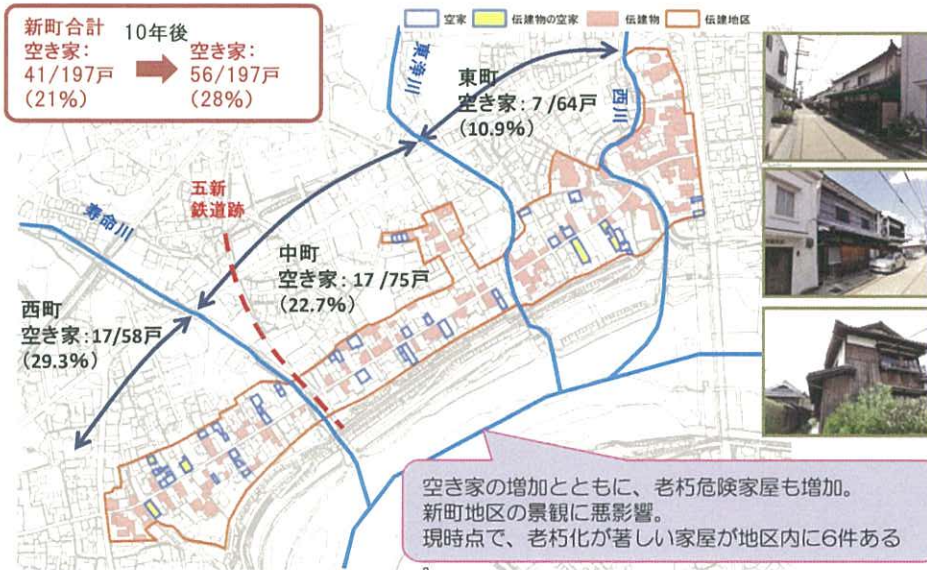 新町合計
空き家:
41/197戸
(21%)
10年後
空き家:
56/197戸
(28%)
空家
伝建物の空家
伝建物
伝建地区
東浄川
東町
空き家：7 /64戸
(10.9%)
西川
五新
鉄道跡
寿命川
中町
空き家：17 /75戸
(22.7%)
西町
空き家：17/58戸
(29.3%)
空き家の増加とともに、老朽危険家屋も増加。
新町地区の景観に悪影響。
現時点で、老朽化が著しい家屋が地区内に6件ある